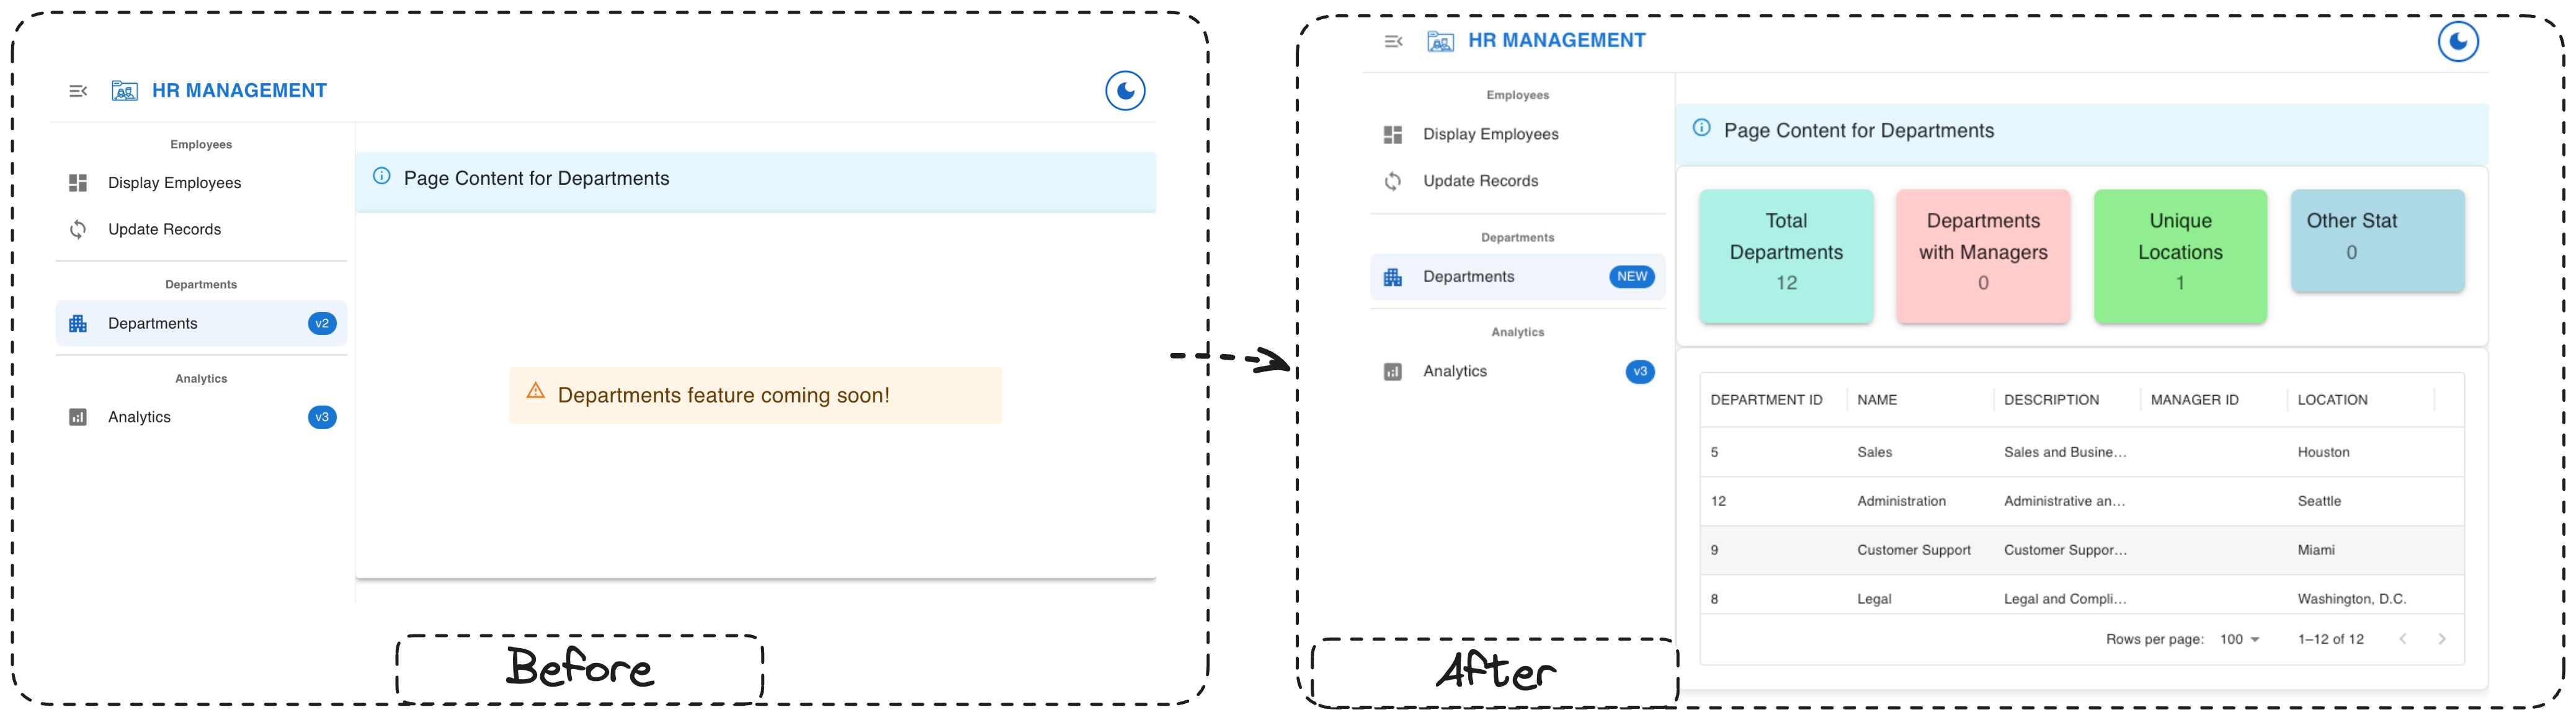 HR MANAGEMENT
Employees
Display Employees
Update Records
Departments
Departments v2
Analytics
Analytics v3
Page Content for Departments
Departments feature coming soon!
Before
HR MANAGEMENT
Employees
Display Employees
Update Records
Departments
Departments NEW
Analytics
Analytics v3
Page Content for Departments
Total
Departments
12
Departments
with Managers
0
Unique
Locations
1
Other Stat
0
DEPARTMENT ID NAME DESCRIPTION MANAGER ID LOCATION
5 Sales Sales and Busine... Houston
12 Administration Administrative an... Seattle
9 Customer Support Customer Suppor... Miami
8 Legal Legal and Compli... Washington, D.C.
Rows per page: 100 1–12 of 12
After